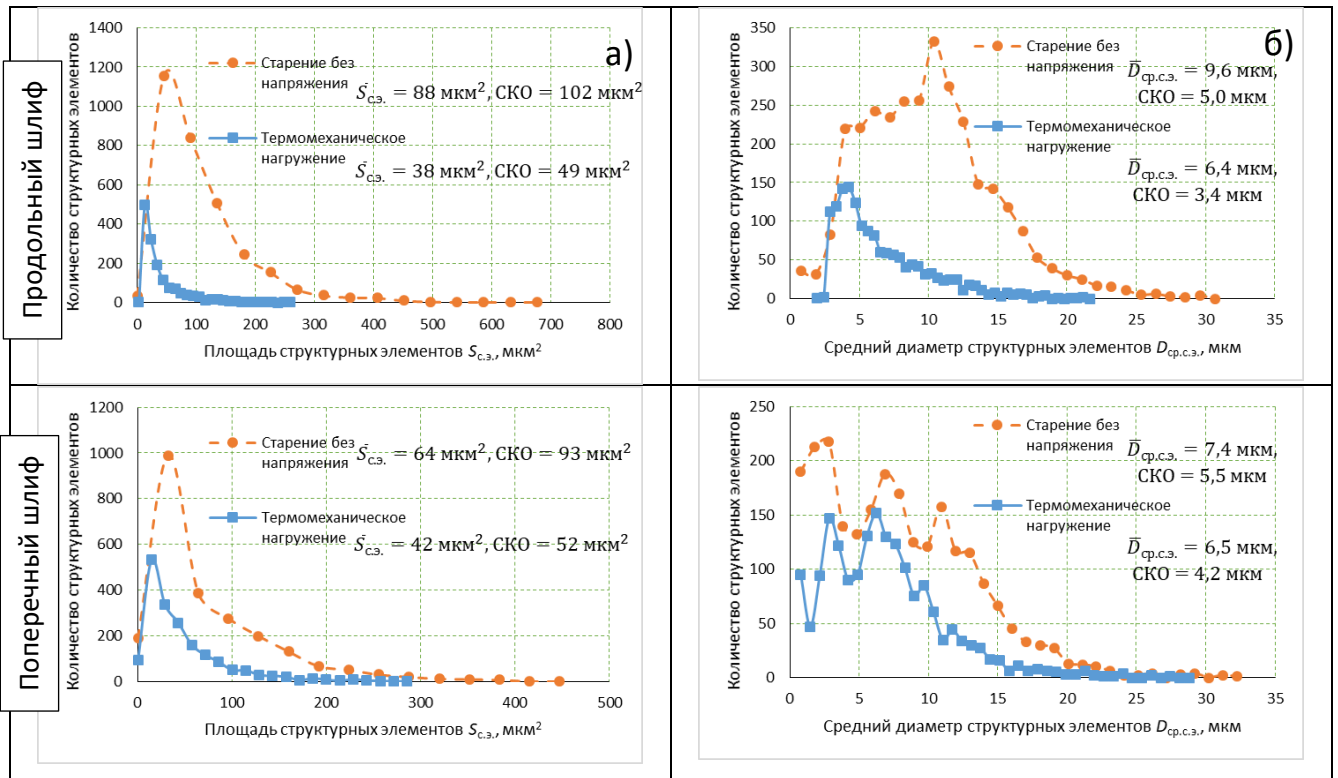 Продольный шлиф
а)
Количество структурных элементов
1400
1200
1000
800
600
400
200
0
Старение без
напряжения
S̄с.э. = 88 мкм², СКО = 102 мкм²
Термомеханическое
нагружение
S̄с.э. = 38 мкм², СКО = 49 мкм²
0 100 200 300 400 500 600 700 800
Площадь структурных элементов Sс.э., мкм²
б)
Количество структурных элементов
350
300
250
200
150
100
50
0
Старение без
напряжения
D̄ср.с.э. = 9,6 мкм,
СКО = 5,0 мкм
Термомеханическое
нагружение
D̄ср.с.э. = 6,4 мкм,
СКО = 3,4 мкм
0 5 10 15 20 25 30 35
Средний диаметр структурных элементов Dср.с.э., мкм
Поперечный шлиф
Количество структурных элементов
1200
1000
800
600
400
200
0
Старение без
напряжения
S̄с.э. = 64 мкм², СКО = 93 мкм²
Термомеханическое
нагружение
S̄с.э. = 42 мкм², СКО = 52 мкм²
0 100 200 300 400 500
Площадь структурных элементов Sс.э., мкм²
Количество структурных элементов
250
200
150
100
50
0
Старение без
напряжения
D̄ср.с.э. = 7,4 мкм,
СКО = 5,5 мкм
Термомеханическое
нагружение
D̄ср.с.э. = 6,5 мкм,
СКО = 4,2 мкм
0 5 10 15 20 25 30 35
Средний диаметр структурных элементов Dср.с.э., мкм